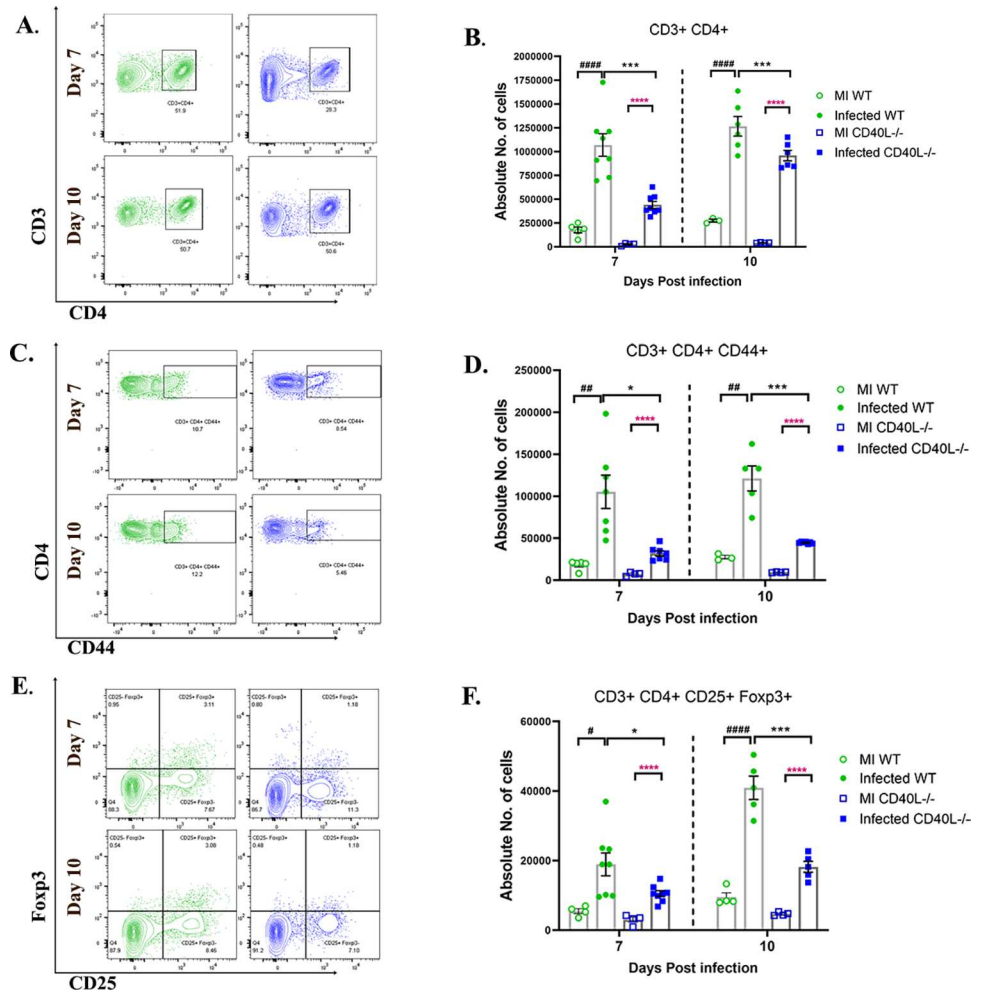 A.
Day 7
CD3+CD4+
51.9
CD3+CD4+
28.3
Day 10
CD3+CD4+
50.7
CD3+CD4+
50.6
CD3
CD4
B.
CD3+ CD4+
Absolute No. of cells
2000000
1750000
1500000
1250000
1000000
750000
500000
250000
0
#### *** ****
#### *** ****
7 10
Days Post infection
MI WT
Infected WT
MI CD40L-/-
Infected CD40L-/-
C.
Day 7
CD3+ CD4+ CD44+
10.7
CD3+ CD4+ CD44+
Day 10
CD3+ CD4+ CD44+
12.2
CD3+ CD4+ CD44+
5.46
CD4
CD44
D.
CD3+ CD4+ CD44+
Absolute No. of cells
250000
200000
150000
100000
50000
0
## * ****
## *** ****
7 10
Days Post infection
MI WT
Infected WT
MI CD40L-/-
Infected CD40L-/-
E.
Day 7
CD25- Foxp3+
0.95
CD25+ Foxp3+
3.11
Q4
88.3
CD25+ Foxp3-
7.67
CD25- Foxp3+
0.80
CD25+ Foxp3+
1.18
Q4
86.7
CD25+ Foxp3-
11.3
Day 10
CD25- Foxp3+
0.54
CD25+ Foxp3+
3.08
Q4
87.9
CD25+ Foxp3-
8.46
CD25- Foxp3+
0.48
CD25+ Foxp3+
1.18
Q4
91.2
CD25+ Foxp3-
7.10
Foxp3
CD25
F.
CD3+ CD4+ CD25+ Foxp3+
Absolute No. of cells
60000
40000
20000
0
# * ****
#### *** ****
7 10
Days Post infection
MI WT
Infected WT
MI CD40L-/-
Infected CD40L-/-